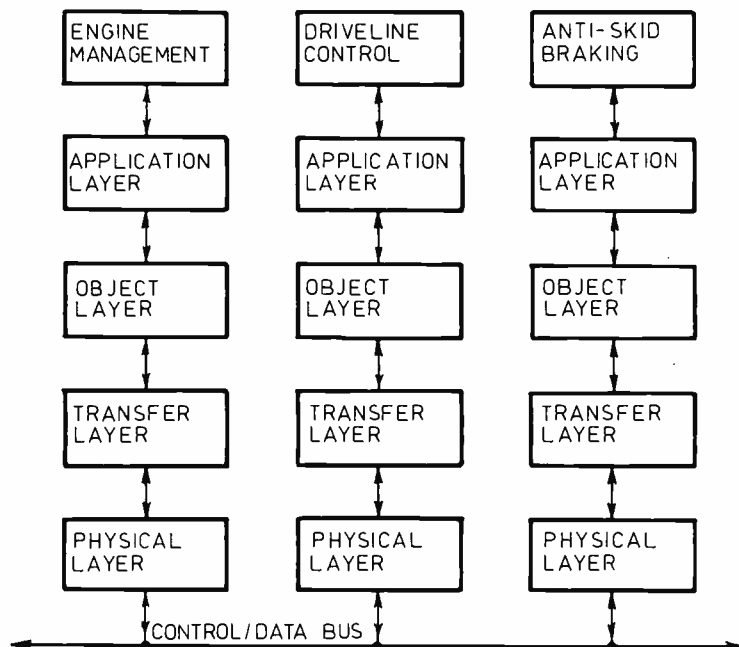 ENGINE
MANAGEMENT
DRIVELINE
CONTROL
ANTI-SKID
BRAKING
APPLICATION
LAYER
APPLICATION
LAYER
APPLICATION
LAYER
OBJECT
LAYER
OBJECT
LAYER
OBJECT
LAYER
TRANSFER
LAYER
TRANSFER
LAYER
TRANSFER
LAYER
PHYSICAL
LAYER
PHYSICAL
LAYER
PHYSICAL
LAYER
CONTROL/DATA BUS